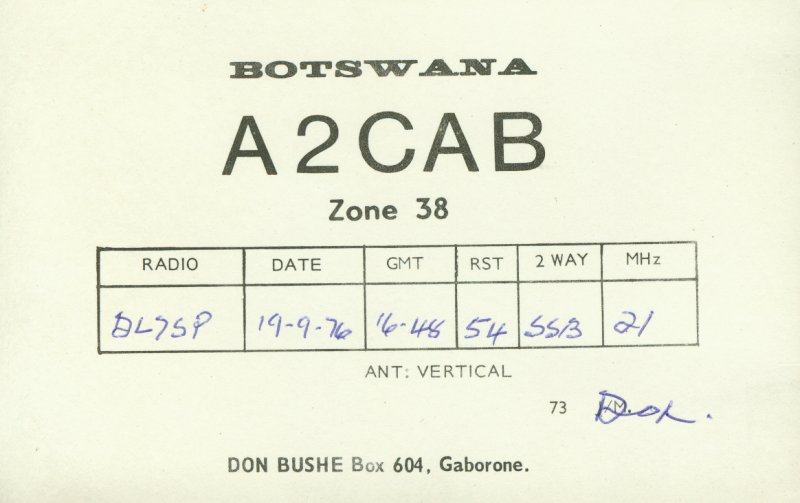 BOTSWANA
A2CAB
Zone 38
RADIO DATE GMT RST 2 WAY MHz
DL7SP 19-9-76 16-48 54 SSB 21
ANT: VERTICAL
73 Don.
DON BUSHE Box 604, Gaborone.